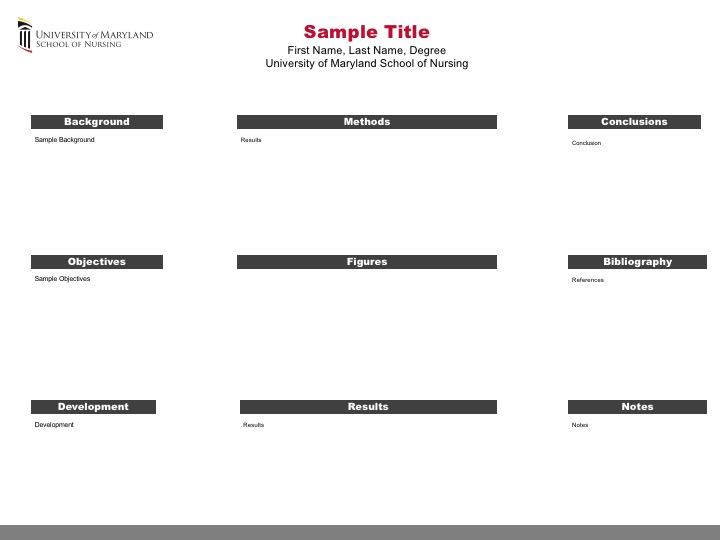 UNIVERSITY of MARYLAND
SCHOOL OF NURSING
Sample Title
First Name, Last Name, Degree
University of Maryland School of Nursing
Background
Sample Background
Objectives
Sample Objectives
Development
Development
Methods
Results
Figures
Results
Results
Conclusions
Conclusion
Bibliography
References
Notes
Notes